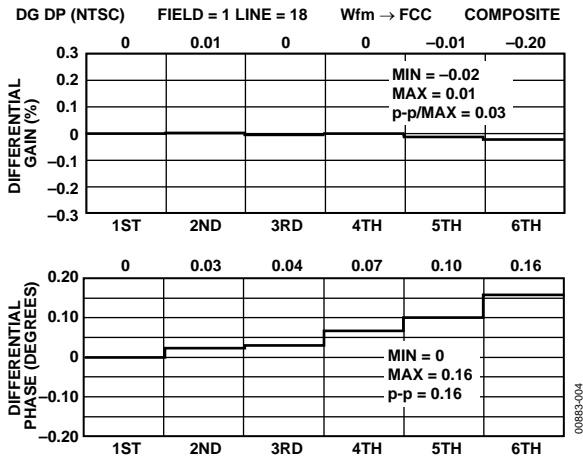 DG DP (NTSC) FIELD = 1 LINE = 18 Wfm → FCC COMPOSITE
0 0.01 0 0 –0.01 –0.20
DIFFERENTIAL
GAIN (%)
0.3
0.2
0.1
0
–0.1
–0.2
–0.3
MIN = –0.02
MAX = 0.01
p-p/MAX = 0.03
1ST 2ND 3RD 4TH 5TH 6TH
0 0.03 0.04 0.07 0.10 0.16
DIFFERENTIAL
PHASE (DEGREES)
0.20
0.10
0
–0.10
–0.20
MIN = 0
MAX = 0.16
p-p = 0.16
1ST 2ND 3RD 4TH 5TH 6TH
00883-004